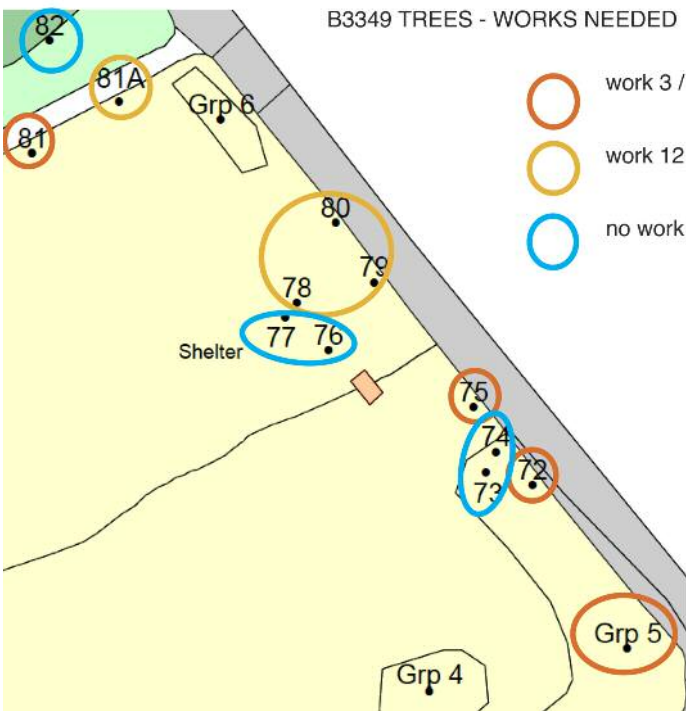 B3349 TREES - WORKS NEEDED
82
work 3 /
81A
Grp 6
81
work 12
80
no work
79
78
77
76
Shelter
75
74
72
73
Grp 5
Grp 4